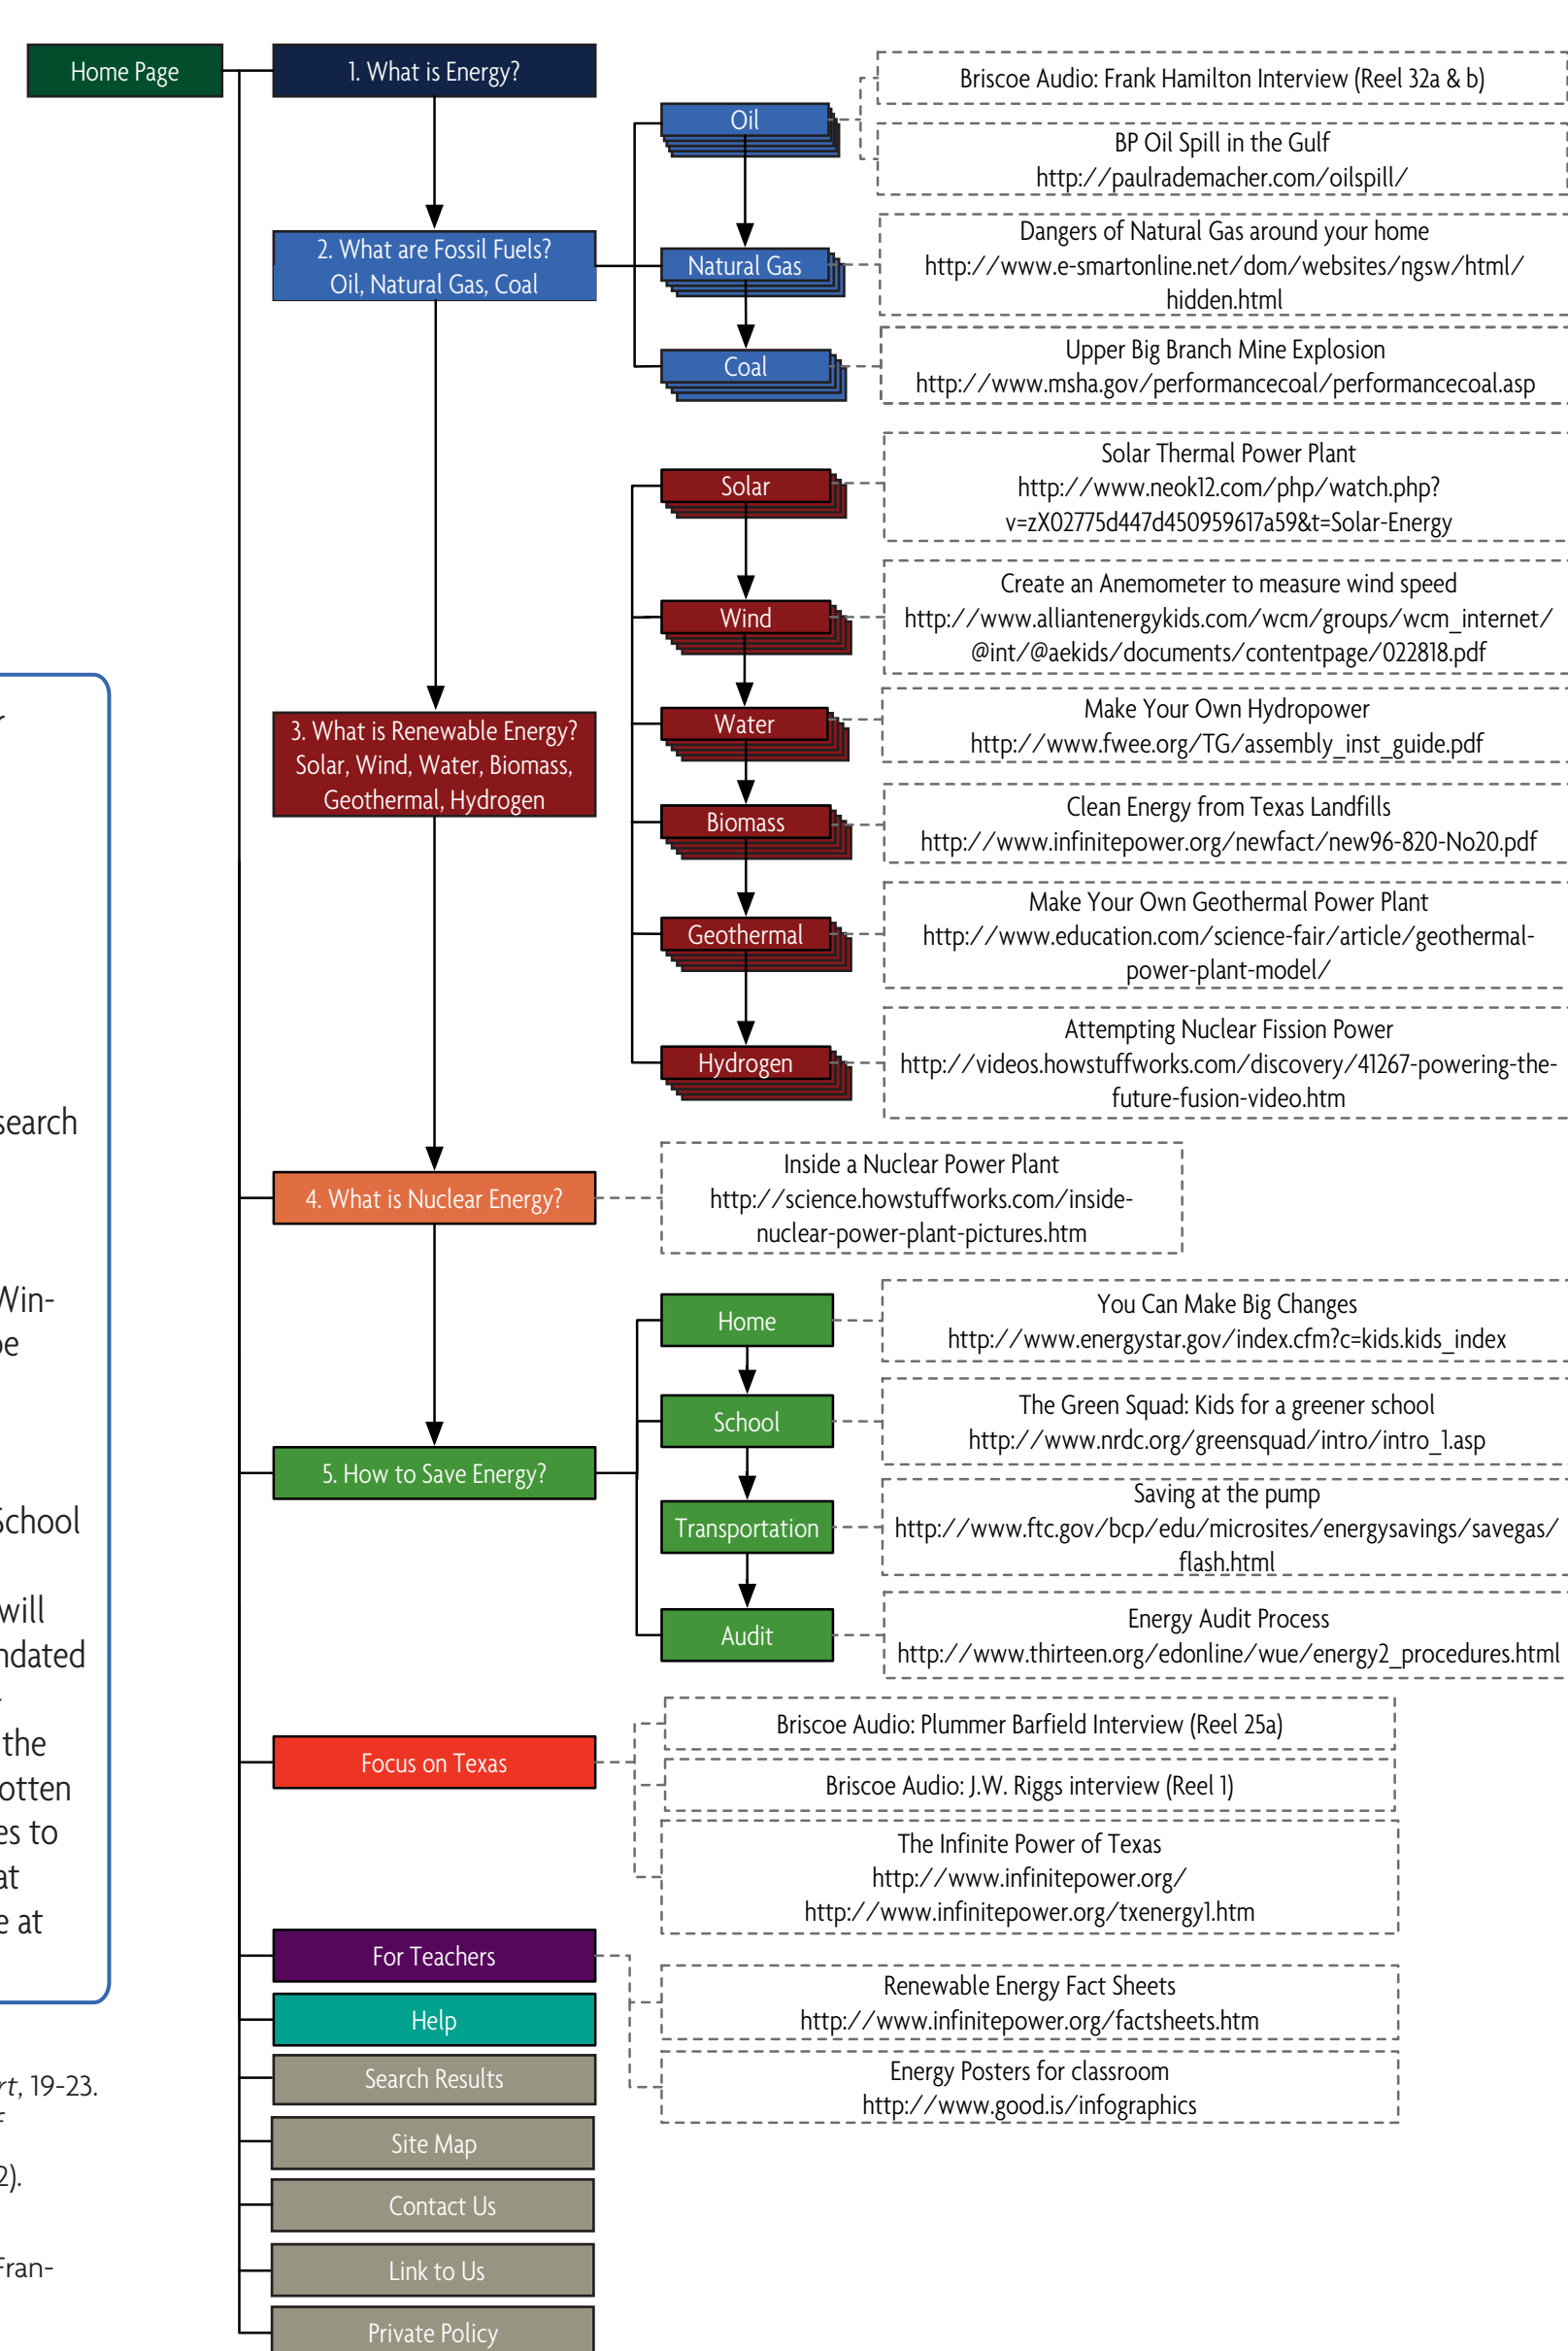 Home Page
1. What is Energy?
2. What are Fossil Fuels?
Oil, Natural Gas, Coal
Oil
Briscoe Audio: Frank Hamilton Interview (Reel 32a & b)
BP Oil Spill in the Gulf
http://paulrademacher.com/oilspill/
Natural Gas
Dangers of Natural Gas around your home
http://www.e-smartonline.net/dom/websites/ngsw/html/
hidden.html
Coal
Upper Big Branch Mine Explosion
http://www.msha.gov/performancecoal/performancecoal.asp
3. What is Renewable Energy?
Solar, Wind, Water, Biomass,
Geothermal, Hydrogen
Solar
Solar Thermal Power Plant
http://www.neok12.com/php/watch.php?
v=zX02775d447d450959617a59&t=Solar-Energy
Wind
Create an Anemometer to measure wind speed
http://www.alliantenergykids.com/wcm/groups/wcm_internet/
@int/@aekids/documents/contentpage/022818.pdf
Water
Make Your Own Hydropower
http://www.fwee.org/TG/assembly_inst_guide.pdf
Biomass
Clean Energy from Texas Landfills
http://www.infinitepower.org/newfact/new96-820-No20.pdf
Geothermal
Make Your Own Geothermal Power Plant
http://www.education.com/science-fair/article/geothermal-
power-plant-model/
Hydrogen
Attempting Nuclear Fission Power
http://videos.howstuffworks.com/discovery/41267-powering-the-
future-fusion-video.htm
4. What is Nuclear Energy?
Inside a Nuclear Power Plant
http://science.howstuffworks.com/inside-
nuclear-power-plant-pictures.htm
5. How to Save Energy?
Home
You Can Make Big Changes
http://www.energystar.gov/index.cfm?c=kids.kids_index
School
The Green Squad: Kids for a greener school
http://www.nrdc.org/greensquad/intro/intro_1.asp
Transportation
Saving at the pump
http://www.ftc.gov/bcp/edu/microsites/energysavings/savegas/
flash.html
Audit
Energy Audit Process
http://www.thirteen.org/edonline/wue/energy2_procedures.html
Focus on Texas
Briscoe Audio: Plummer Barfield Interview (Reel 25a)
Briscoe Audio: J.W. Riggs interview (Reel 1)
The Infinite Power of Texas
http://www.infinitepower.org/
http://www.infinitepower.org/txenergy1.htm
For Teachers
Renewable Energy Fact Sheets
http://www.infinitepower.org/factsheets.htm
Energy Posters for classroom
http://www.good.is/infographics
Help
Search Results
Site Map
Contact Us
Link to Us
Private Policy
search
Win-
School
will
the
es to
at
e at
19-23.
2).
Fran-